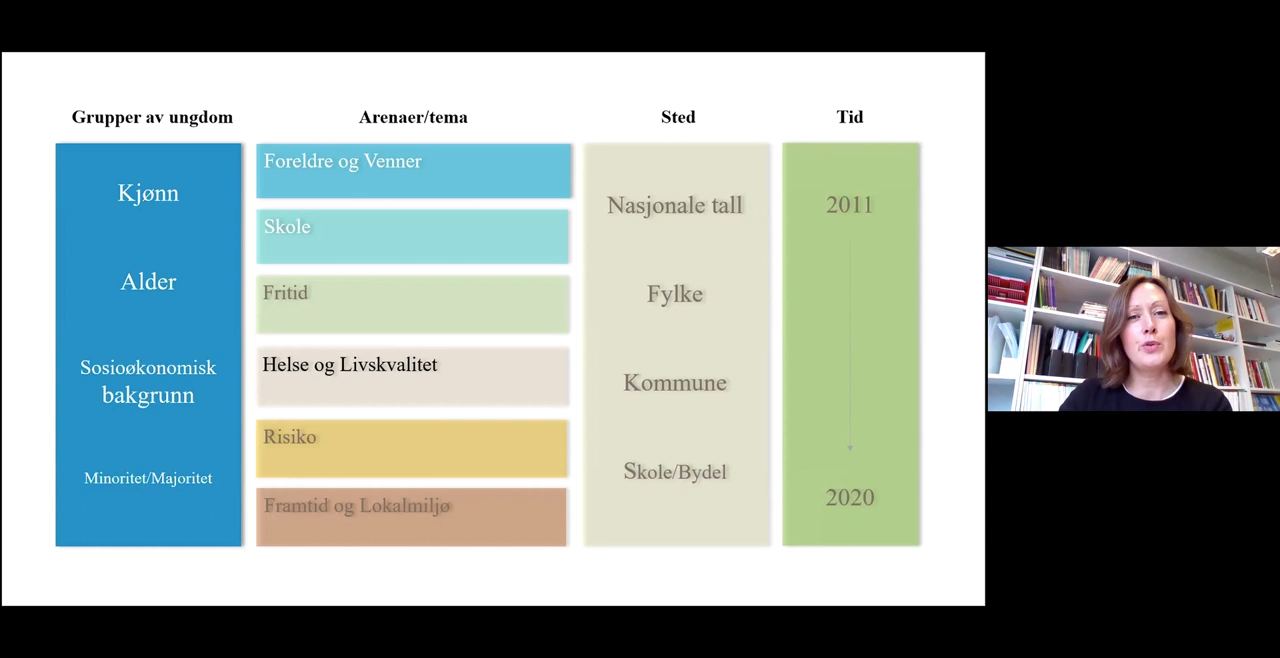 Grupper av ungdom
Arenaer/tema
Sted
Tid
Kjønn
Alder
Sosioøkonomisk
bakgrunn
Minoritet/Majoritet
Foreldre og Venner
Skole
Fritid
Helse og Livskvalitet
Risiko
Framtid og Lokalmiljø
Nasjonale tall
Fylke
Kommune
Skole/Bydel
2011
2020